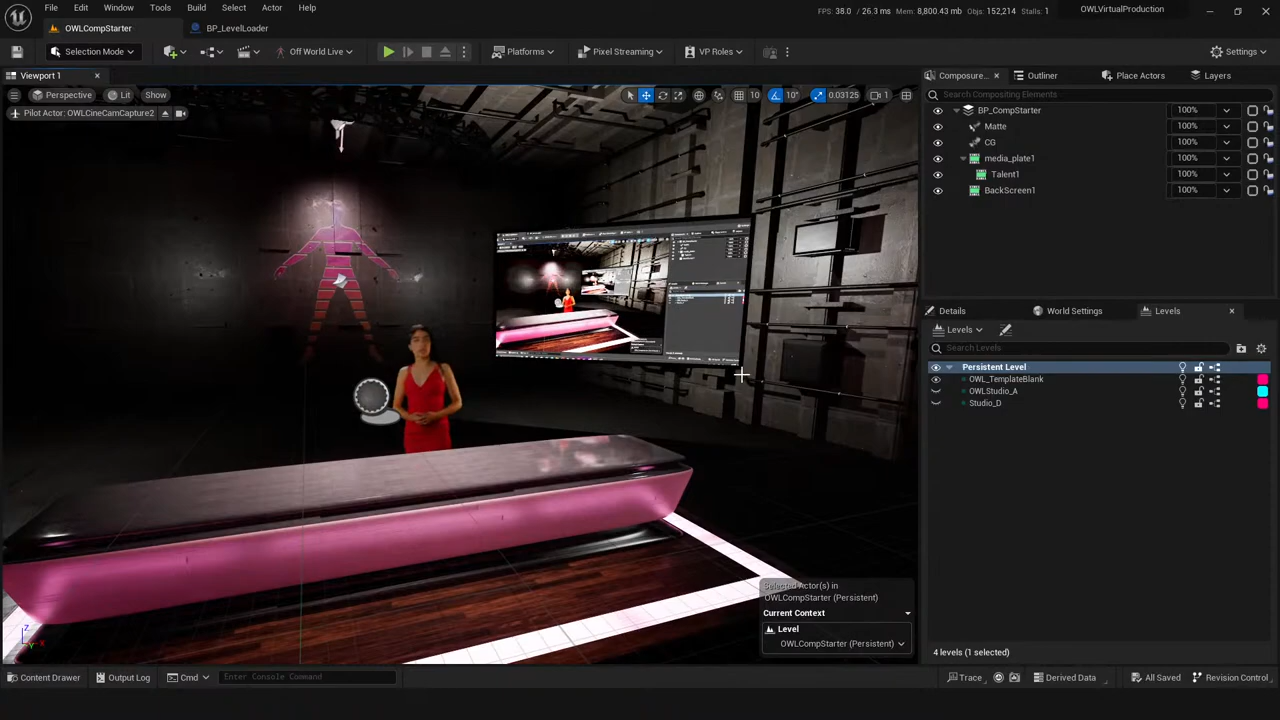 File Edit Window Tools Build Select Actor Help
FPS: 38.0 / 26.3 ms Mem: 8,800.43 mb Objs: 152,214 Stalls: 1 OWLVirtualProduction
OWLCompStarter BP_LevelLoader
Selection Mode Off World Live Platforms Pixel Streaming VP Roles Settings
Viewport 1 Composure... Outliner Place Actors Layers
Perspective Lit Show 10 10° 0.03125 1
Search Compositing Elements
Pilot Actor: OWLCineCamCapture2
BP_CompStarter 100%
Matte 100%
CG 100%
media_plate1 100%
Talent1 100%
BackScreen1 100%
Details World Settings Levels
Levels
Search Levels
Persistent Level
OWL_TemplateBlank
OWLStudio_A
Studio_D
Selected Actor(s) in
OWLCompStarter (Persistent)
Current Context
Level
OWLCompStarter (Persistent)
4 levels (1 selected)
Z
Y X
Content Drawer Output Log Cmd Enter Console Command Trace Derived Data All Saved Revision Control